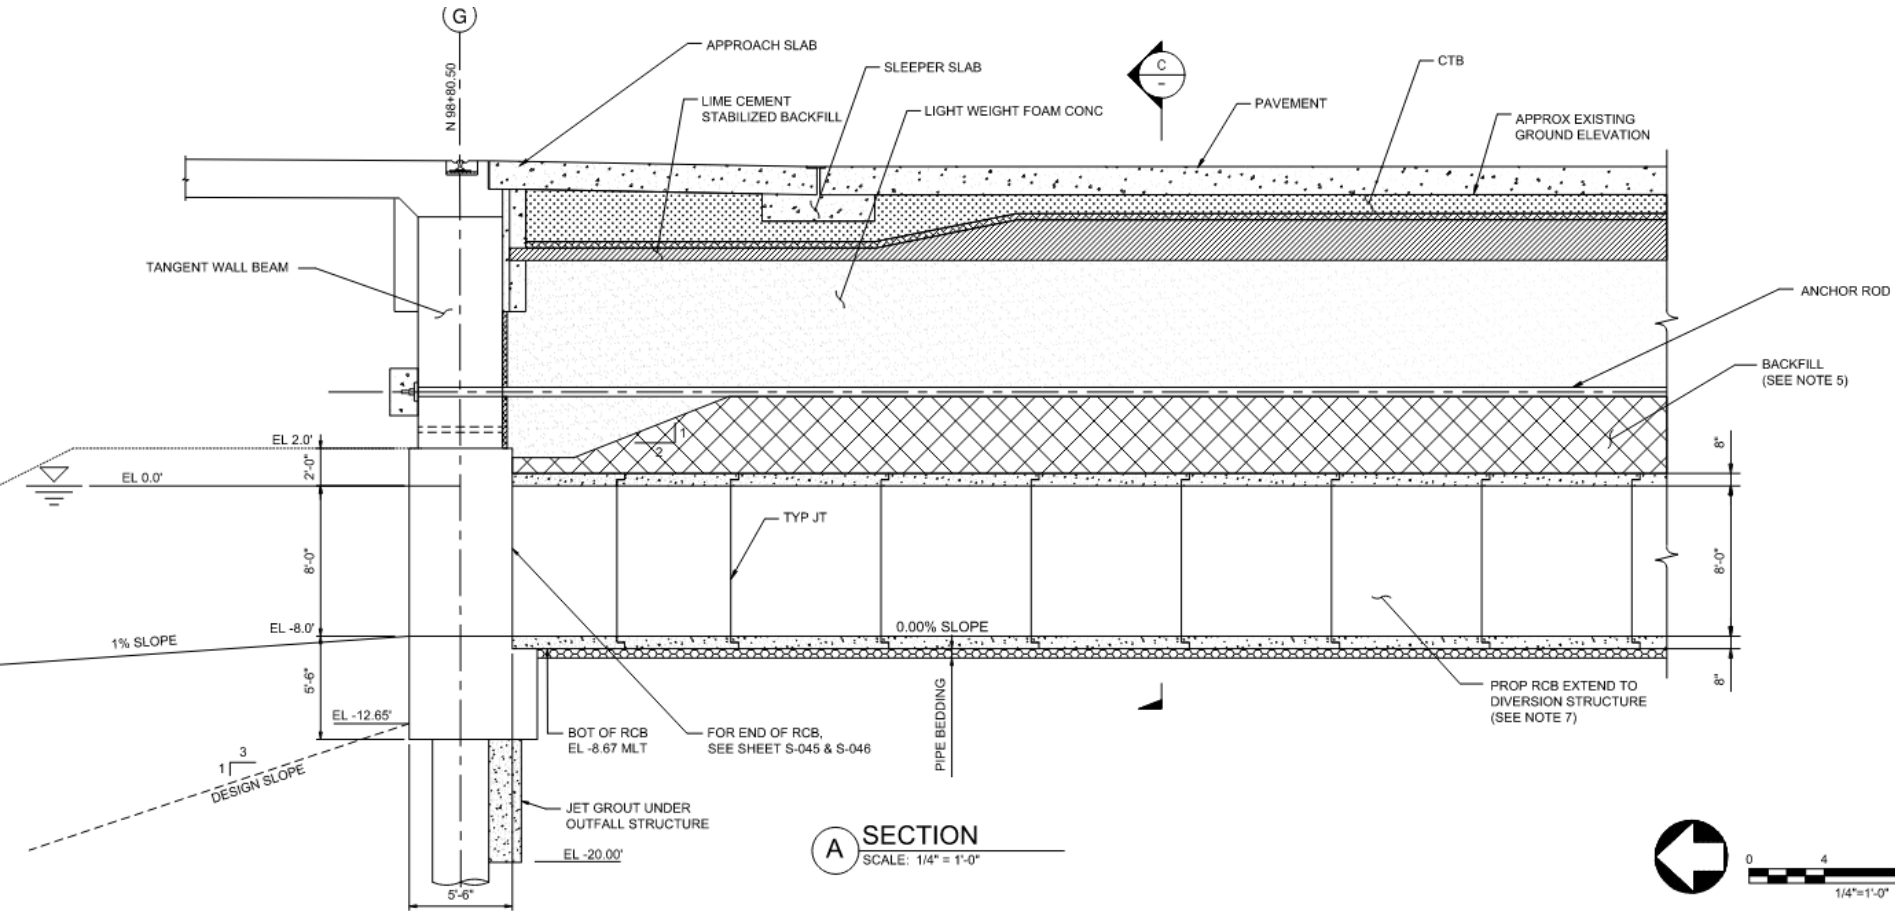 G
N 98+80.50
APPROACH SLAB
SLEEPER SLAB
LIME CEMENT
STABILIZED BACKFILL
LIGHT WEIGHT FOAM CONC
C
–
PAVEMENT
CTB
APPROX EXISTING
GROUND ELEVATION
TANGENT WALL BEAM
ANCHOR ROD
BACKFILL
(SEE NOTE 5)
1
2
EL 2.0'
2'-0"
EL 0.0'
8"
TYP JT
8'-0"
8'-0"
EL -8.0'
1% SLOPE
0.00% SLOPE
5'-6"
8"
PIPE BEDDING
PROP RCB EXTEND TO
DIVERSION STRUCTURE
(SEE NOTE 7)
EL -12.65'
BOT OF RCB
EL -8.67 MLT
FOR END OF RCB,
SEE SHEET S-045 & S-046
3
1
DESIGN SLOPE
JET GROUT UNDER
OUTFALL STRUCTURE
EL -20.00'
5'-6"
A
SECTION
SCALE: 1/4" = 1'-0"
0
4
1/4"=1'-0"